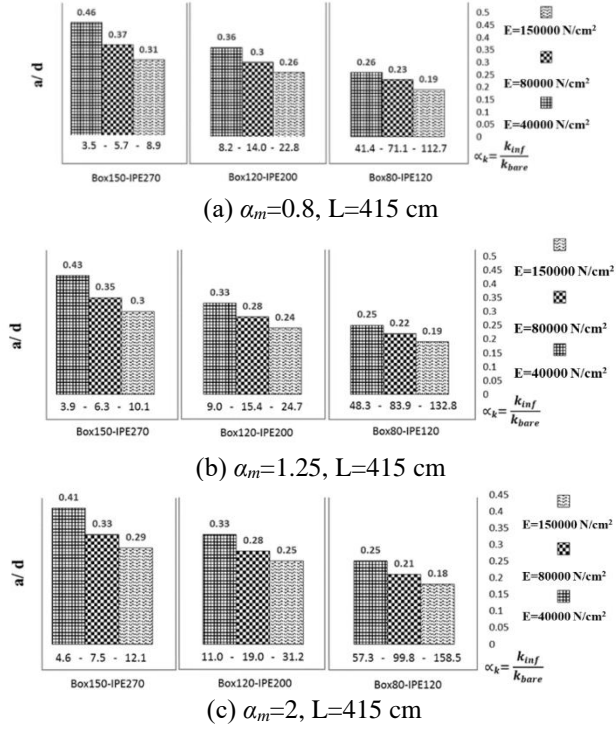 0.46
0.37
0.31
0.36
0.3
0.26
0.26
0.23
0.19
a/ d
3.5 - 5.7 - 8.9
8.2 - 14.0 - 22.8
41.4 - 71.1 - 112.7
Box150-IPE270
Box120-IPE200
Box80-IPE120
0.5
0.45
0.4
0.35
0.3
0.25
0.2
0.15
0.1
0.05
0
E=150000 N/cm²
E=80000 N/cm²
E=40000 N/cm²
∝k= kinf/kbare
(a) αm=0.8, L=415 cm
0.43
0.35
0.3
0.33
0.28
0.24
0.25
0.22
0.19
a/ d
3.9 - 6.3 - 10.1
9.0 - 15.4 - 24.7
48.3 - 83.9 - 132.8
Box150-IPE270
Box120-IPE200
Box80-IPE120
0.5
0.45
0.4
0.35
0.3
0.25
0.2
0.15
0.1
0.05
0
E=150000 N/cm²
E=80000 N/cm²
E=40000 N/cm²
∝k= kinf/kbare
(b) αm=1.25, L=415 cm
0.41
0.33
0.29
0.33
0.28
0.25
0.25
0.21
0.18
a/ d
4.6 - 7.5 - 12.1
11.0 - 19.0 - 31.2
57.3 - 99.8 - 158.5
Box150-IPE270
Box120-IPE200
Box80-IPE120
0.45
0.4
0.35
0.3
0.25
0.2
0.15
0.1
0.05
0
E=150000 N/cm²
E=80000 N/cm²
E=40000 N/cm²
∝k= kinf/kbare
(c) αm=2, L=415 cm